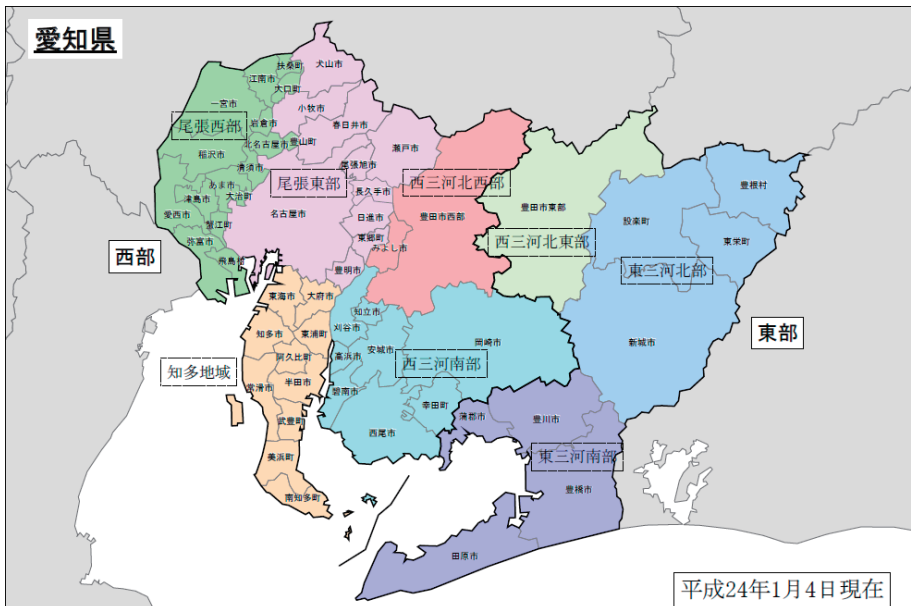 愛知県
扶桑町
犬山市
江南市
大口町
一宮市
小牧市
尾張西部
岩倉市
春日井市
豊山町
北名古屋市
瀬戸市
稲沢市
清須市
尾張旭市
西三河北西部
豊根村
あま市
尾張東部
長久手市
津島市
大治町
豊田市東部
愛西市
名古屋市
日進市
豊田市西部
設楽町
蟹江町
東郷町
西三河北東部
東栄町
弥富市
みよし市
西部
飛島村
豊明市
東三河北部
東海市
大府市
知立市
東部
刈谷市
知多市
東浦町
岡崎市
新城市
安城市
高浜市
阿久比町
西三河南部
知多地域
常滑市
半田市
碧南市
幸田町
武豊町
蒲郡市
豊川市
西尾市
美浜町
東三河南部
豊橋市
南知多町
田原市
平成24年1月4日現在